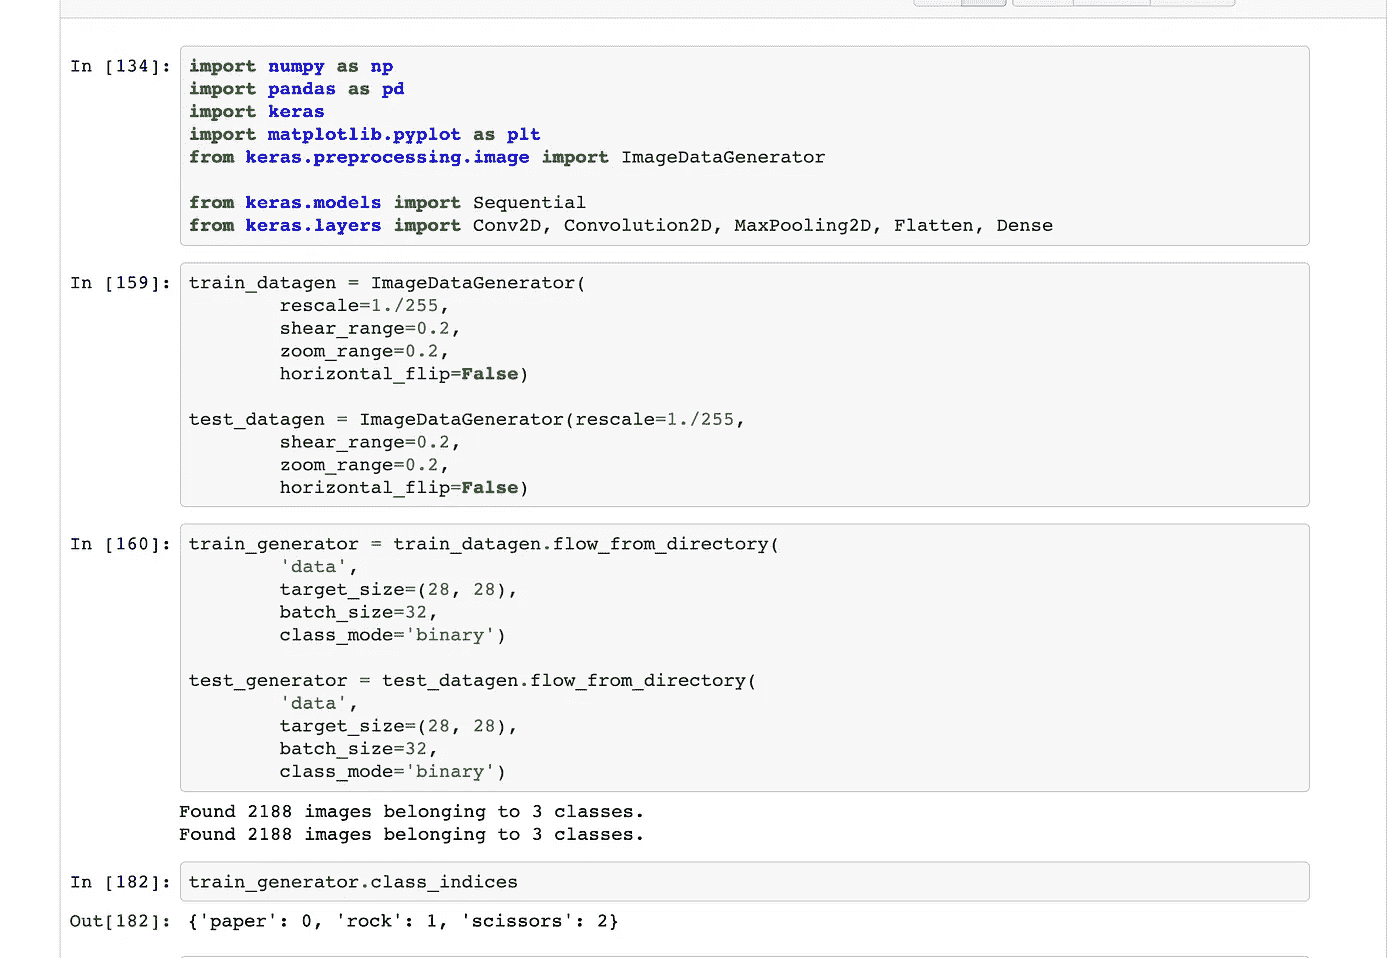 In [134]: import numpy as np
import pandas as pd
import keras
import matplotlib.pyplot as plt
from keras.preprocessing.image import ImageDataGenerator
from keras.models import Sequential
from keras.layers import Conv2D, Convolution2D, MaxPooling2D, Flatten, Dense
In [159]: train_datagen = ImageDataGenerator(
rescale=1./255,
shear_range=0.2,
zoom_range=0.2,
horizontal_flip=False)
test_datagen = ImageDataGenerator(rescale=1./255,
shear_range=0.2,
zoom_range=0.2,
horizontal_flip=False)
In [160]: train_generator = train_datagen.flow_from_directory(
'data',
target_size=(28, 28),
batch_size=32,
class_mode='binary')
test_generator = test_datagen.flow_from_directory(
'data',
target_size=(28, 28),
batch_size=32,
class_mode='binary')
Found 2188 images belonging to 3 classes.
Found 2188 images belonging to 3 classes.
In [182]: train_generator.class_indices
Out[182]: {'paper': 0, 'rock': 1, 'scissors': 2}